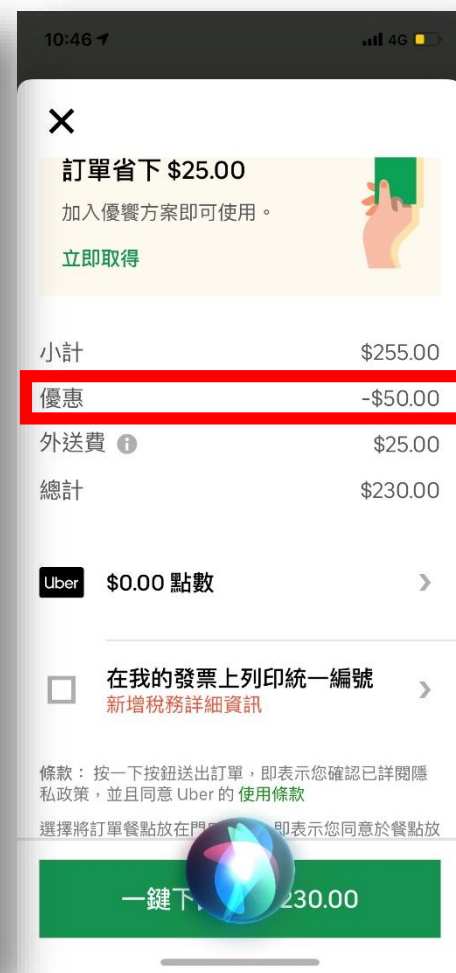 10:46
4G
訂單省下 $25.00
加入優饗方案即可使用。
立即取得
小計 $255.00
優惠 -$50.00
外送費 $25.00
總計 $230.00
Uber $0.00 點數
在我的發票上列印統一編號
新增稅務詳細資訊
條款： 按一下按鈕送出訂單，即表示您確認已詳閱隱
私政策，並且同意 Uber 的 使用條款
選擇將訂單餐點放在門 即表示您同意於餐點放
一鍵下 230.00